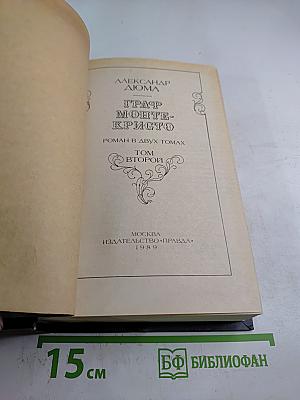 АЛЕКСАНДР
ДЮМА
ГРАФ
МОНТЕ-
КРИСТО
РОМАН В ДВУХ ТОМАХ
ТОМ
ВТОРОЙ
МОСКВА
ИЗДАТЕЛЬСТВО «ПРАВДА»
1989
15 см
БФ БИБЛИОФАН